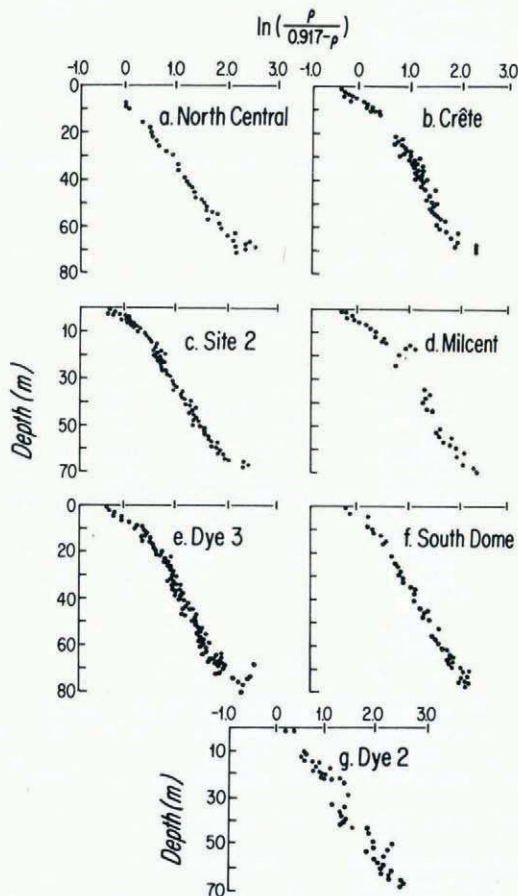 ln(ρ/0.917-ρ)
-1.0 0 1.0 2.0 3.0 -1.0 0 1.0 2.0 3.0
a. North Central
b. Crête
20
40
60
80
c. Site 2
d. Milcent
10
30
50
70
Depth (m)
e. Dye 3
f. South Dome
0
20
40
60
80
-1.0 0 1.0 2.0 3.0
g. Dye 2
10
30
50
70
Depth (m)